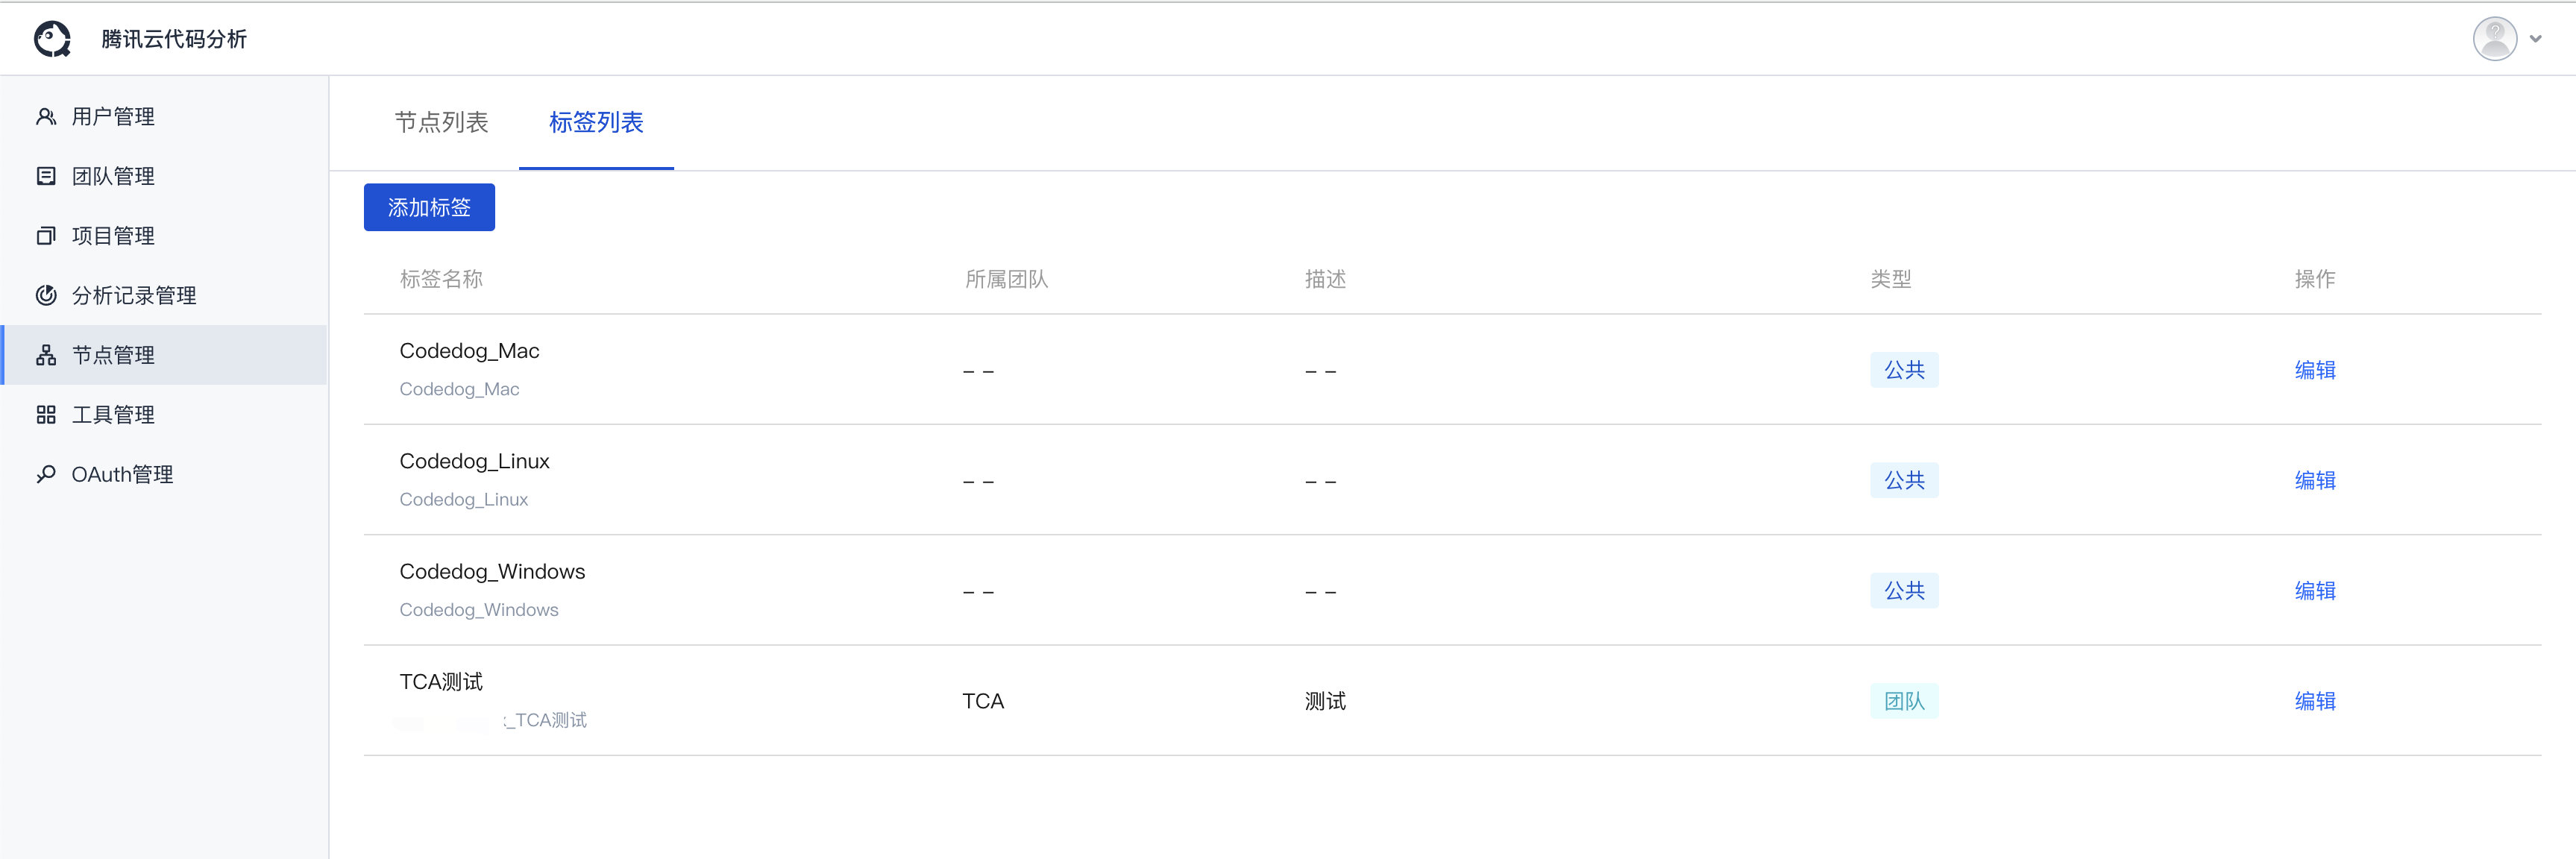 腾讯云代码分析
用户管理
团队管理
项目管理
分析记录管理
节点管理
工具管理
OAuth管理
节点列表 标签列表
添加标签
标签名称 所属团队 描述 类型 操作
Codedog_Mac
Codedog_Mac
– – – – 公共 编辑
Codedog_Linux
Codedog_Linux
– – – – 公共 编辑
Codedog_Windows
Codedog_Windows
– – – – 公共 编辑
TCA测试
_TCA测试
TCA 测试 团队 编辑